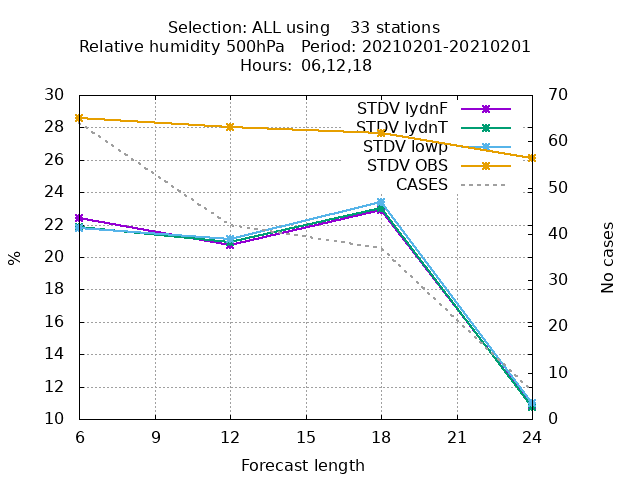 Selection: ALL using    33 stations
Relative humidity 500hPa   Period: 20210201-20210201
Hours:  06,12,18
30
28
26
24
22
20
18
16
14
12
10
%
70
60
50
40
30
20
10
0
No cases
STDV lydnF
STDV lydnT
STDV lowp
STDV OBS
CASES
6 9 12 15 18 21 24
Forecast length